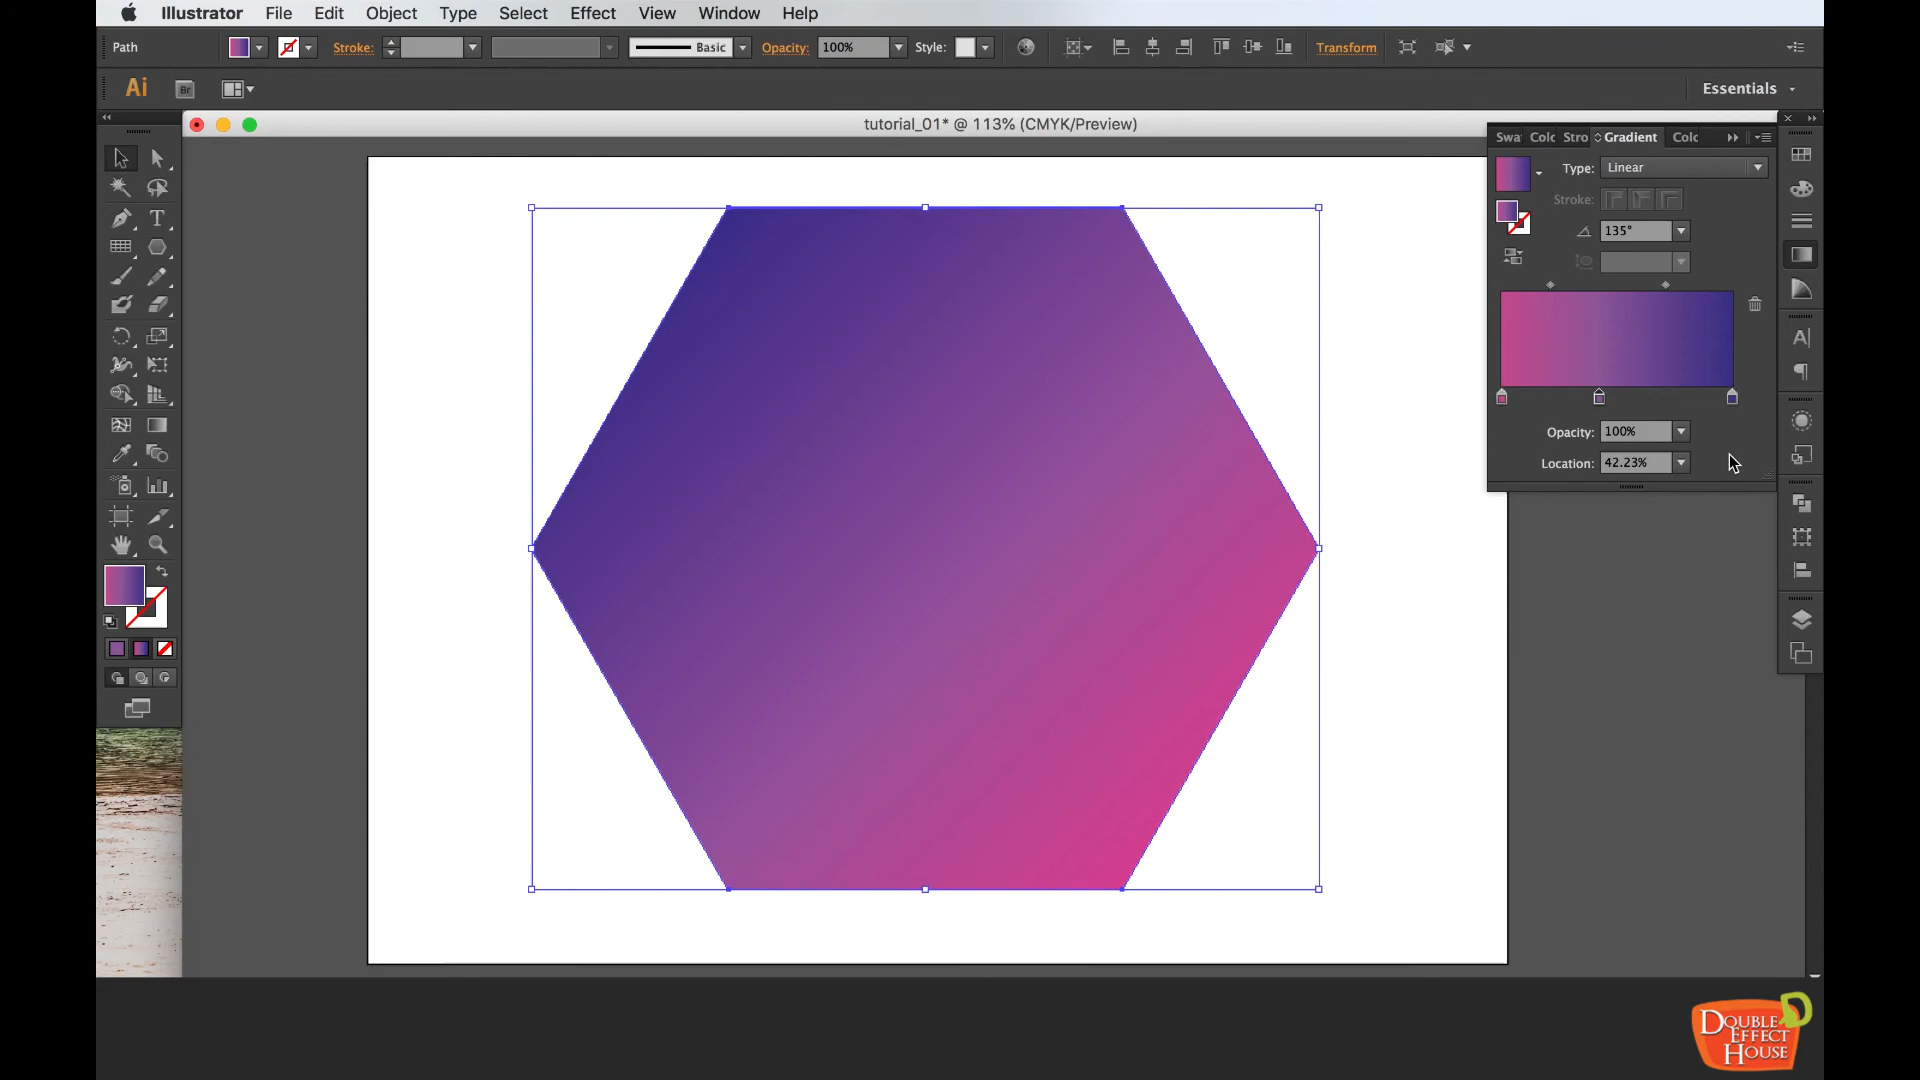 Illustrator File Edit Object Type Select Effect View Window Help
Path Stroke: Basic Opacity: 100% Style: Transform
Ai Br Essentials
tutorial_01* @ 113% (CMYK/Preview)
Swa Colc Stro Gradient Colc
Type: Linear
Stroke:
135°
Opacity: 100%
Location: 42.23%
DOUBLE
EFFECT
HOUSE